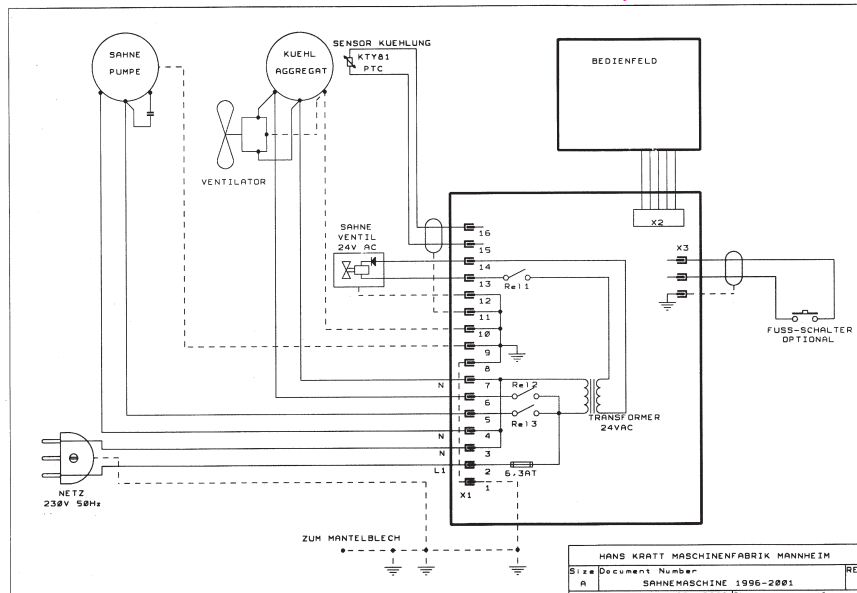 SAHNE
PUMPE
KUEHL
AGGREGAT
SENSOR KUEHLUNG
KTY81
PTC
BEDIENFELD
VENTILATOR
X2
SAHNE
VENTIL
24V AC
16
15
14
13
Rel1
12
11
10
9
8
X3
FUSS-SCHALTER
OPTIONAL
N
7
Rel2
6
5
Rel3
TRANSFORMER
24VAC
N
4
N
3
L1
2
6,3AT
X1
1
NETZ
230V 50Hz
ZUM MANTELBLECH
HANS KRATT MASCHINENFABRIK MANNHEIM
Size
Document Number
RE
A
SAHNEMASCHINE 1996-2001